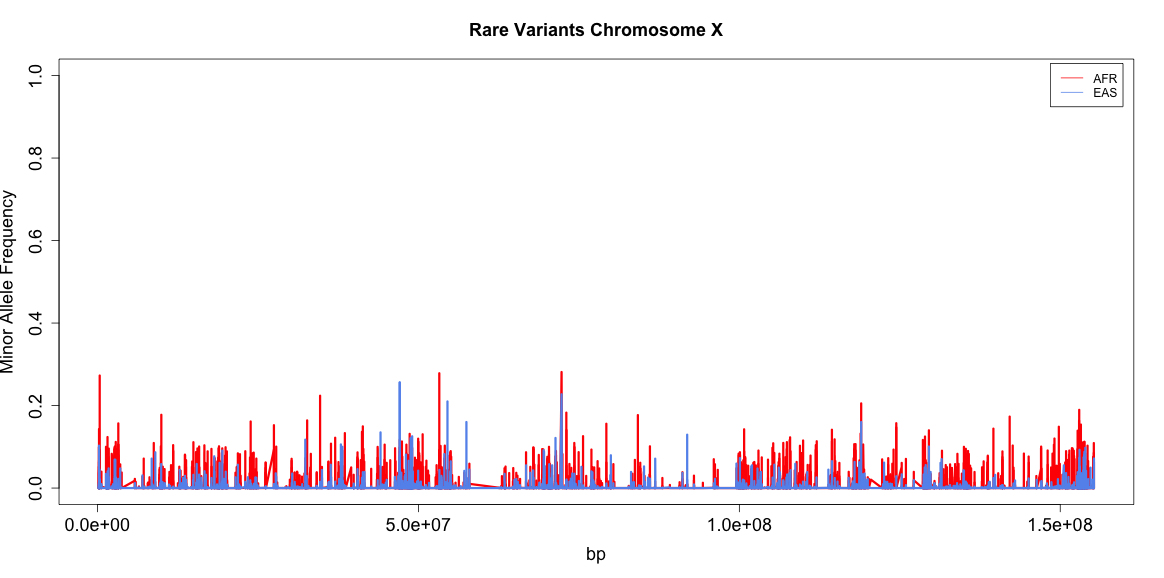 Rare Variants Chromosome X
AFR
EAS
Minor Allele Frequency
1.0
0.8
0.6
0.4
0.2
0.0
0.0e+00
5.0e+07
1.0e+08
1.5e+08
bp